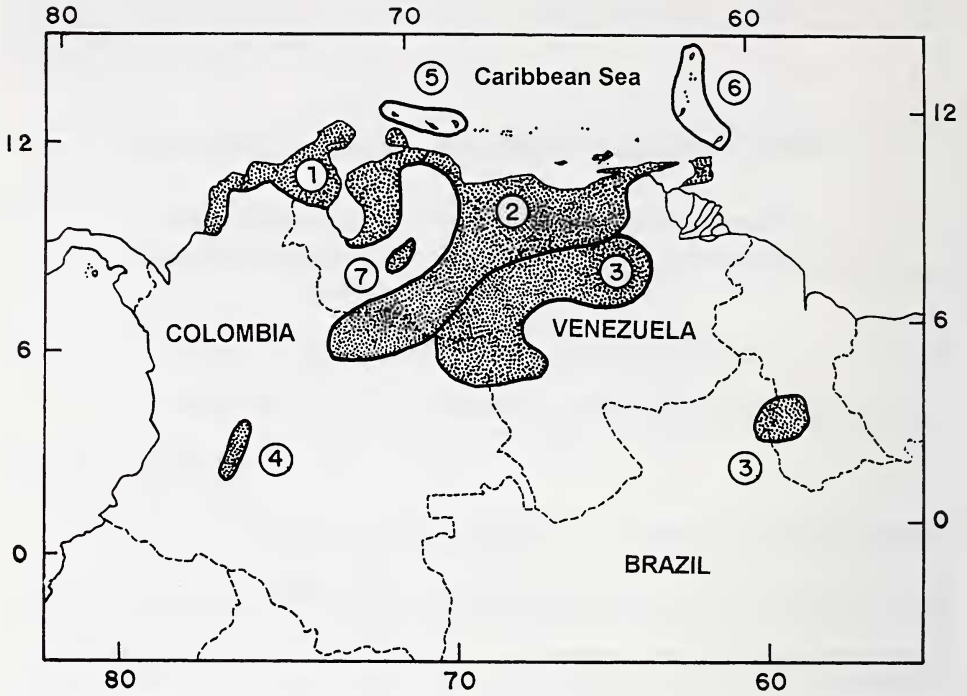 80 70 60
⑤ Caribbean Sea ⑥
12 12
①
②
⑦ ③
COLOMBIA VENEZUELA
6 6
④ ③
0 0
BRAZIL
80 70 60